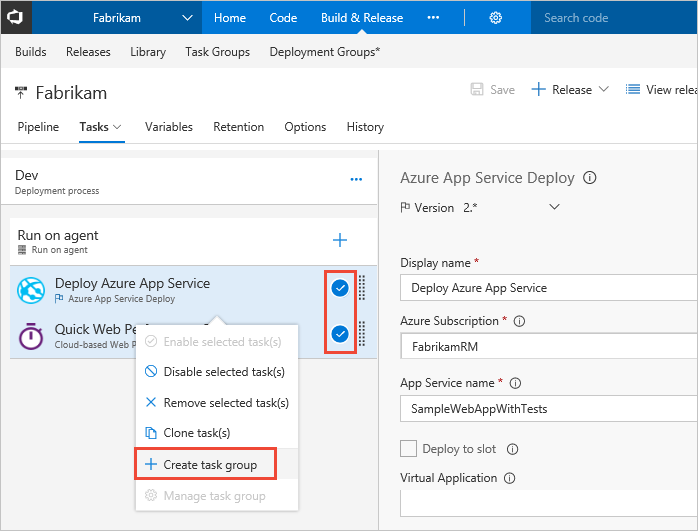 Fabrikam
Home
Code
Build & Release
Search code
Builds
Releases
Library
Task Groups
Deployment Groups*
Fabrikam
Save
Release
View
Pipeline
Tasks
Variables
Retention
Options
History
Dev
Deployment process
Run on agent
Run on agent
Deploy Azure App Service
Azure App Service Deploy
Quick Web
Cloud-based Web
Enable selected task(s)
Disable selected task(s)
Remove selected task(s)
Clone task(s)
Create task group
Manage task group
Azure App Service Deploy
Version 2.*
Display name *
Deploy Azure App Service
Azure Subscription *
FabrikamRM
App Service name *
SampleWebAppWithTests
Deploy to slot
Virtual Application